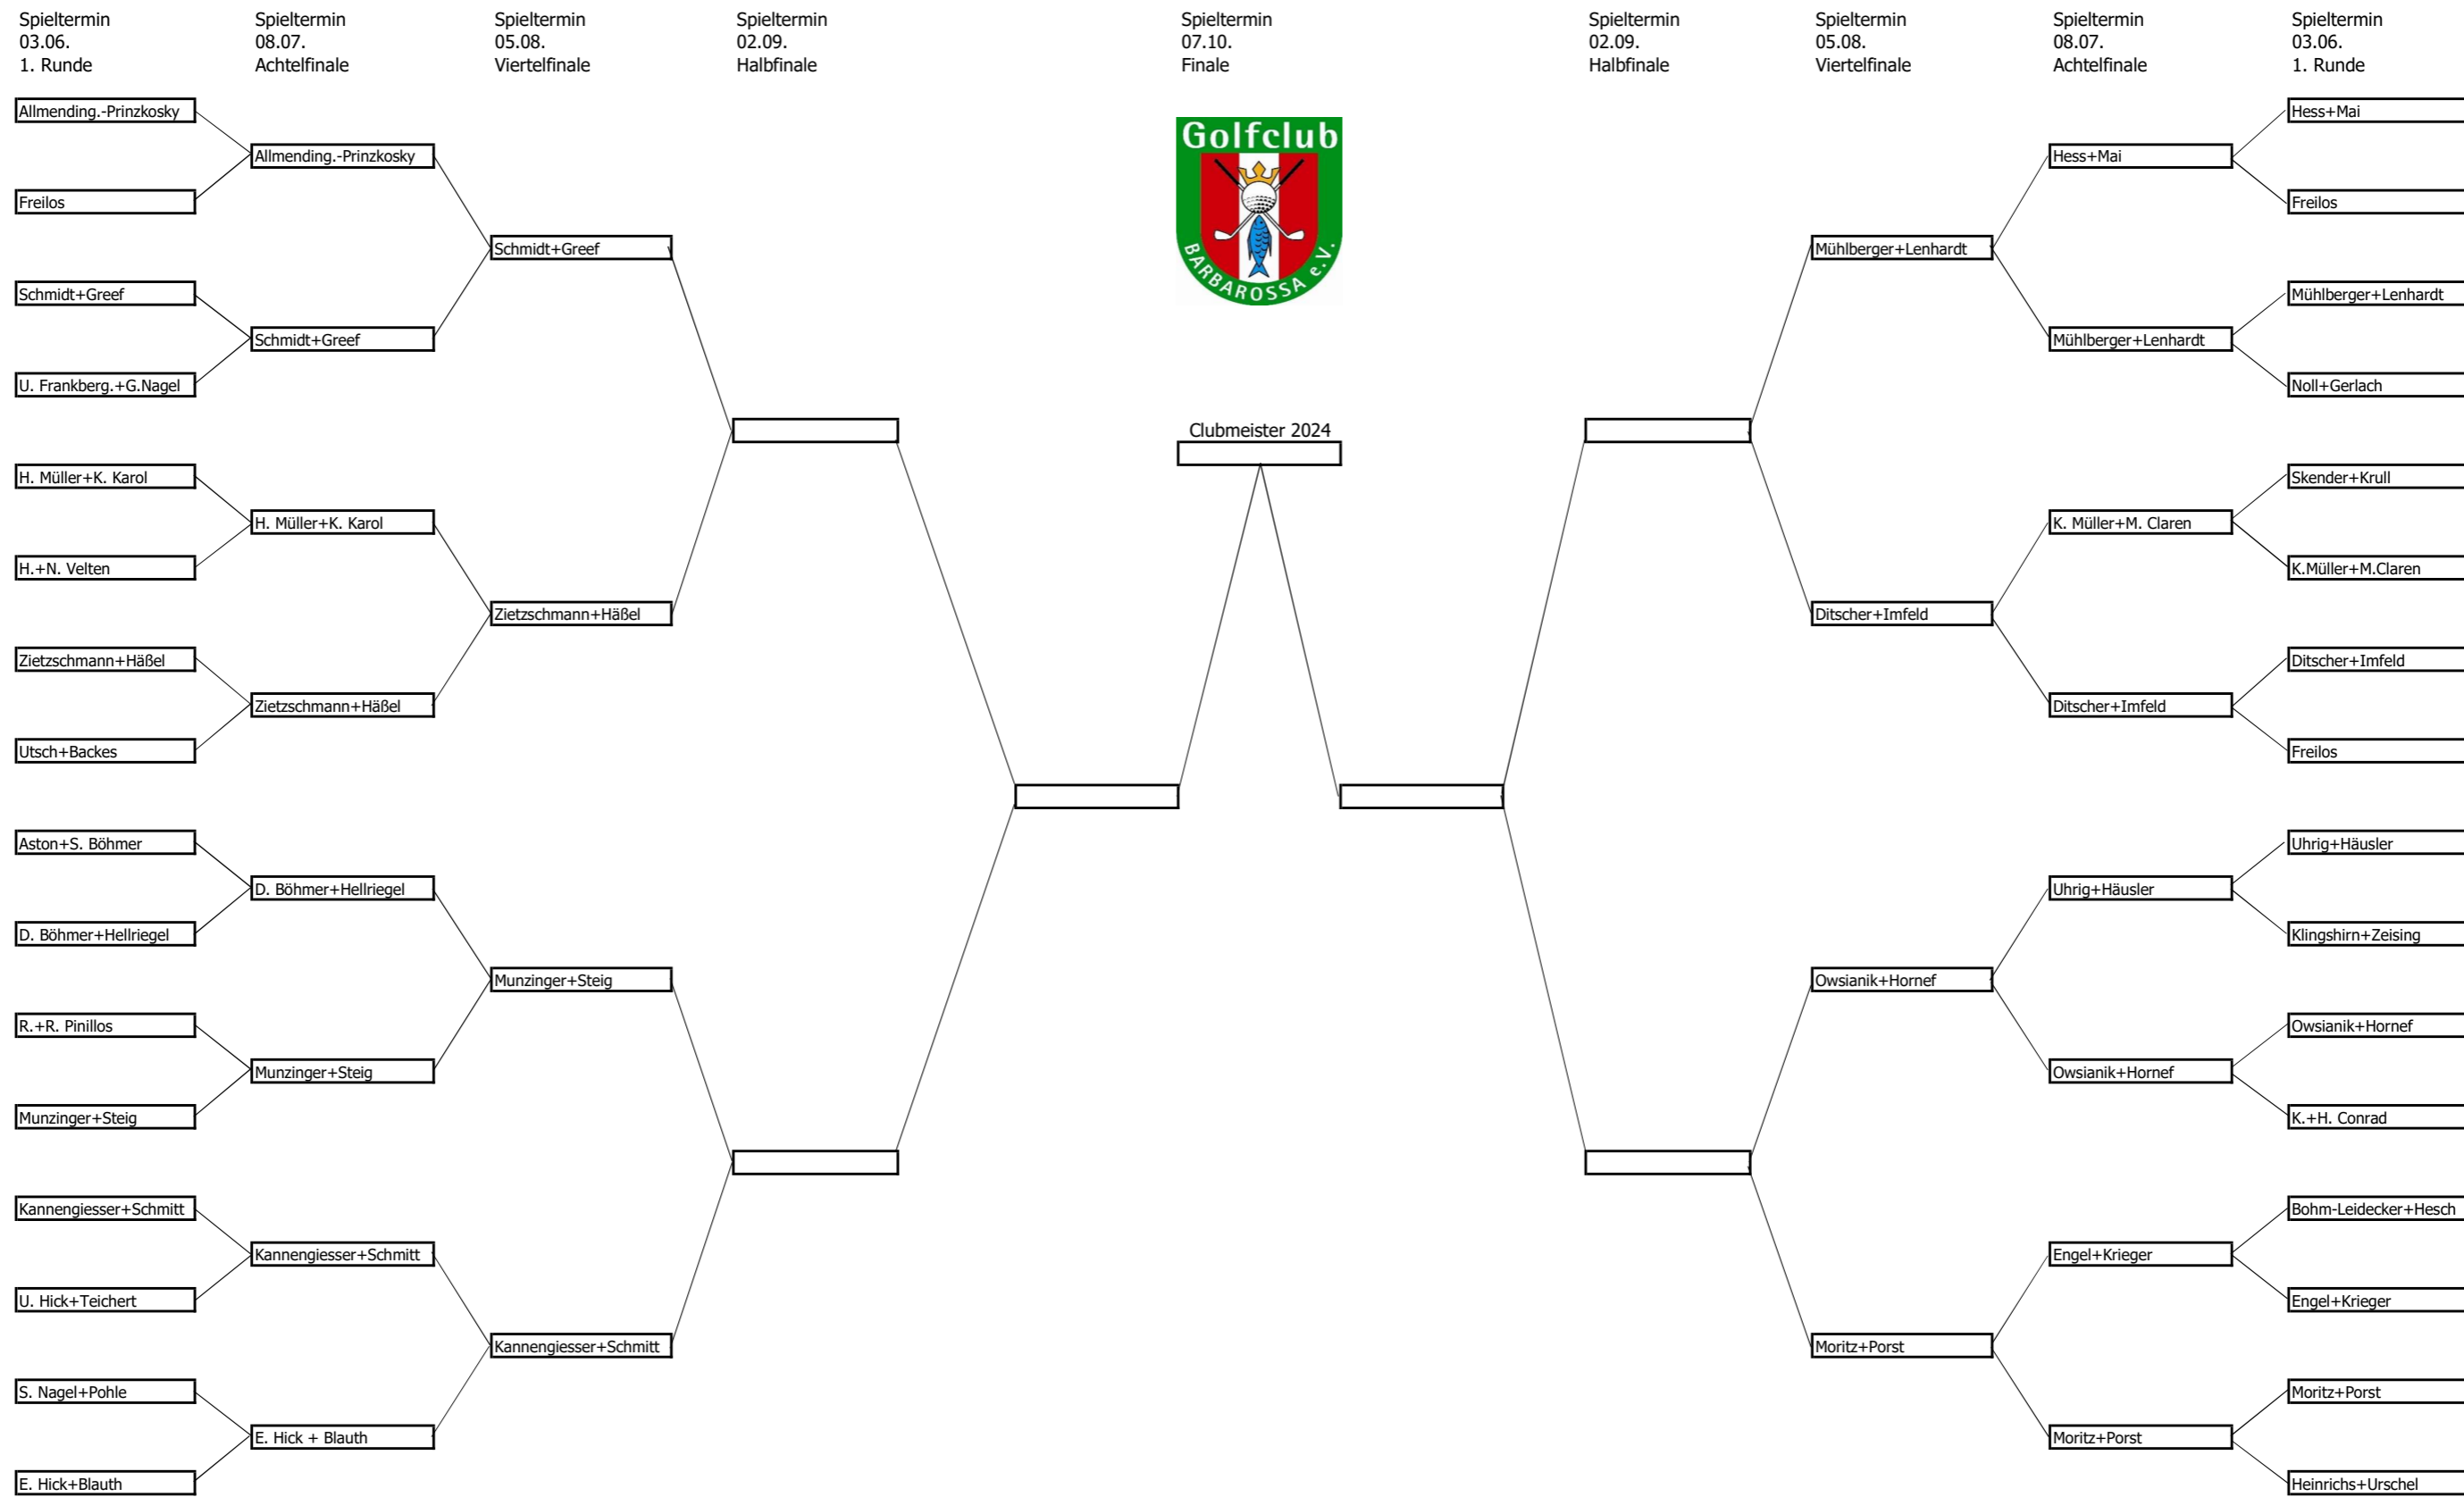 Spieltermin
03.06.
1. Runde
Spieltermin
08.07.
Achtelfinale
Spieltermin
05.08.
Viertelfinale
Spieltermin
02.09.
Halbfinale
Spieltermin
07.10.
Finale
Spieltermin
02.09.
Halbfinale
Spieltermin
05.08.
Viertelfinale
Spieltermin
08.07.
Achtelfinale
Spieltermin
03.06.
1. Runde
Allmending.-Prinzkosky
Freilos
Schmidt+Greef
U. Frankberg.+G.Nagel
H. Müller+K. Karol
H.+N. Velten
Zietzschmann+Häßel
Utsch+Backes
Aston+S. Böhmer
D. Böhmer+Hellriegel
R.+R. Pinillos
Munzinger+Steig
Kannengiesser+Schmitt
U. Hick+Teichert
S. Nagel+Pohle
E. Hick+Blauth
Allmending.-Prinzkosky
Schmidt+Greef
H. Müller+K. Karol
Zietzschmann+Häßel
D. Böhmer+Hellriegel
Munzinger+Steig
Kannengiesser+Schmitt
E. Hick + Blauth
Schmidt+Greef
Zietzschmann+Häßel
Munzinger+Steig
Kannengiesser+Schmitt
Golfclub
BARBAROSSA e.V.
Clubmeister 2024
Mühlberger+Lenhardt
Ditscher+Imfeld
Owsianik+Hornef
Moritz+Porst
Hess+Mai
Mühlberger+Lenhardt
K. Müller+M. Claren
Ditscher+Imfeld
Uhrig+Häusler
Owsianik+Hornef
Engel+Krieger
Moritz+Porst
Hess+Mai
Freilos
Mühlberger+Lenhardt
Noll+Gerlach
Skender+Krull
K.Müller+M.Claren
Ditscher+Imfeld
Freilos
Uhrig+Häusler
Klingshirn+Zeising
Owsianik+Hornef
K.+H. Conrad
Bohm-Leidecker+Hesch
Engel+Krieger
Moritz+Porst
Heinrichs+Urschel